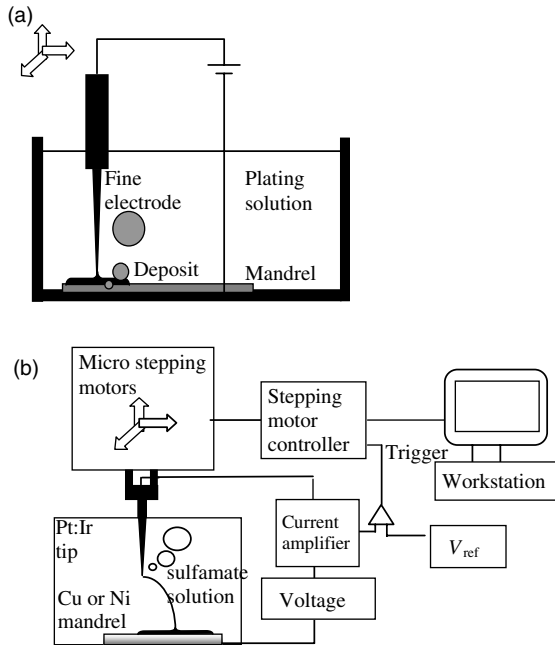 (a)
Fine
electrode
Plating
solution
Deposit
Mandrel
(b)
Micro stepping
motors
Stepping
motor
controller
Trigger
Workstation
Current
amplifier
V_ref
Voltage
Pt:Ir
tip
sulfamate
solution
Cu or Ni
mandrel